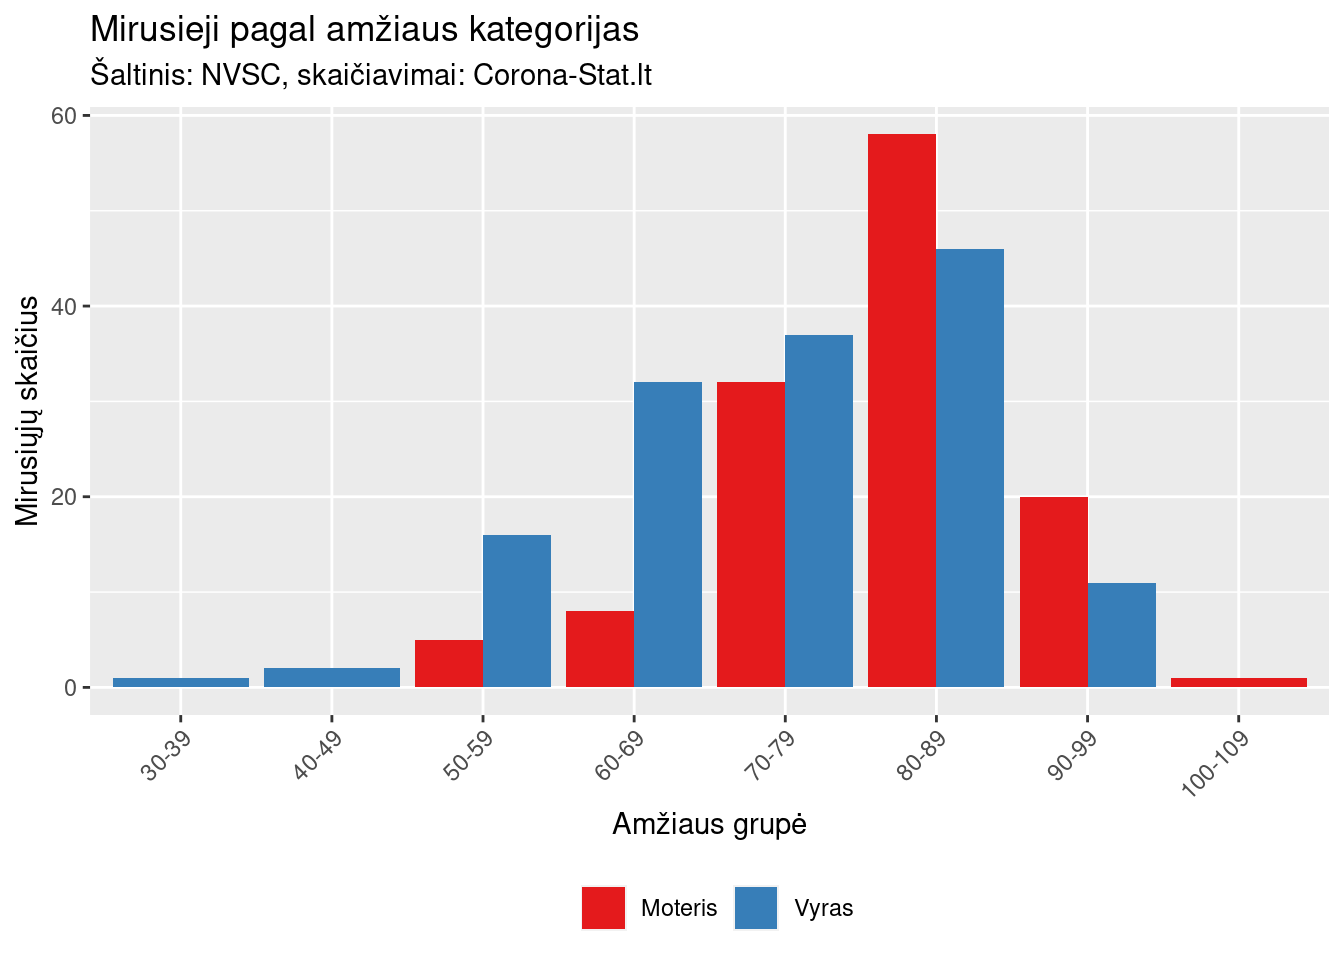 Mirusieji pagal amžiaus kategorijas
Šaltinis: NVSC, skaičiavimai: Corona-Stat.lt
Mirusiųjų skaičius
60
40
20
0
30-39
40-49
50-59
60-69
70-79
80-89
90-99
100-109
Amžiaus grupė
Moteris
Vyras